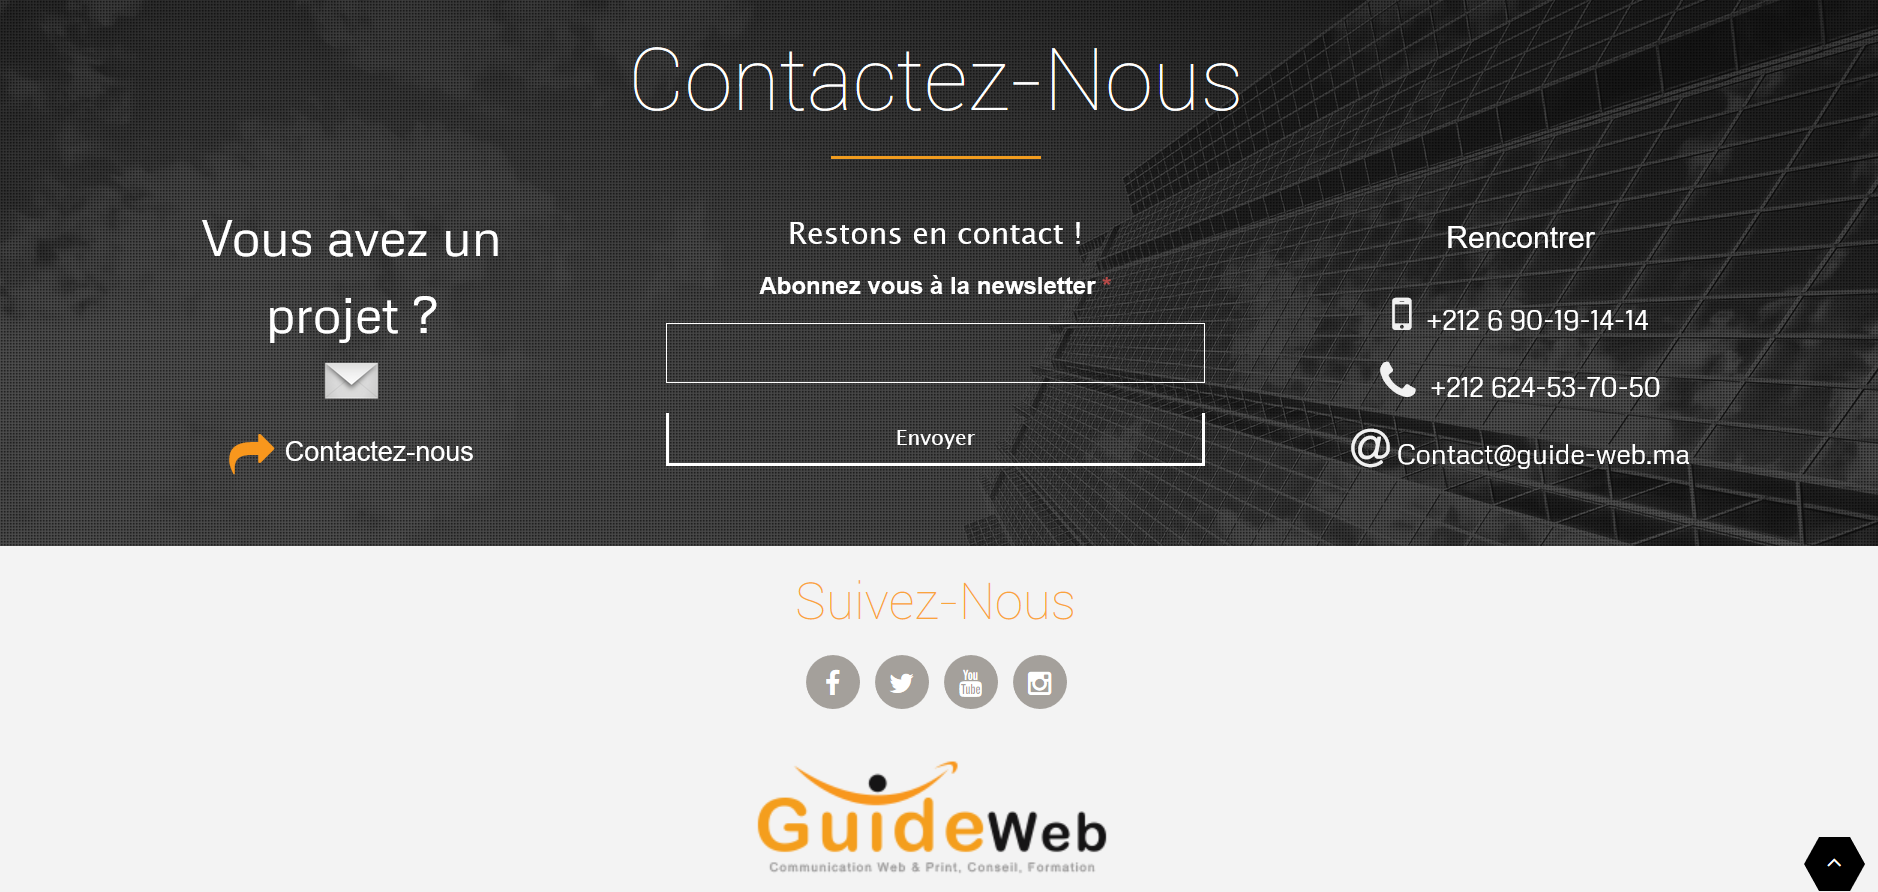 Contactez-Nous
Vous avez un
projet ?
Contactez-nous
Restons en contact !
Abonnez vous à la newsletter *
Envoyer
Rencontrer
+212 6 90-19-14-14
+212 624-53-70-50
@ Contact@guide-web.ma
Suivez-Nous
You
Tube
GuideWeb
Communication Web & Print, Conseil, Formation